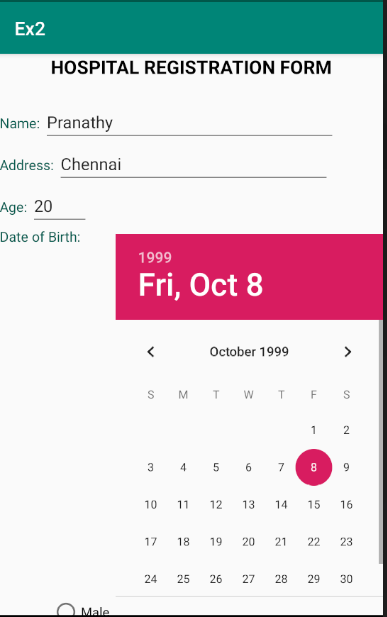 Ex2
HOSPITAL REGISTRATION FORM
Name: Pranathy
Address: Chennai
Age: 20
Date of Birth:
1999
Fri, Oct 8
October 1999
S M T W T F S
1 2
3 4 5 6 7 8 9
10 11 12 13 14 15 16
17 18 19 20 21 22 23
24 25 26 27 28 29 30
Male